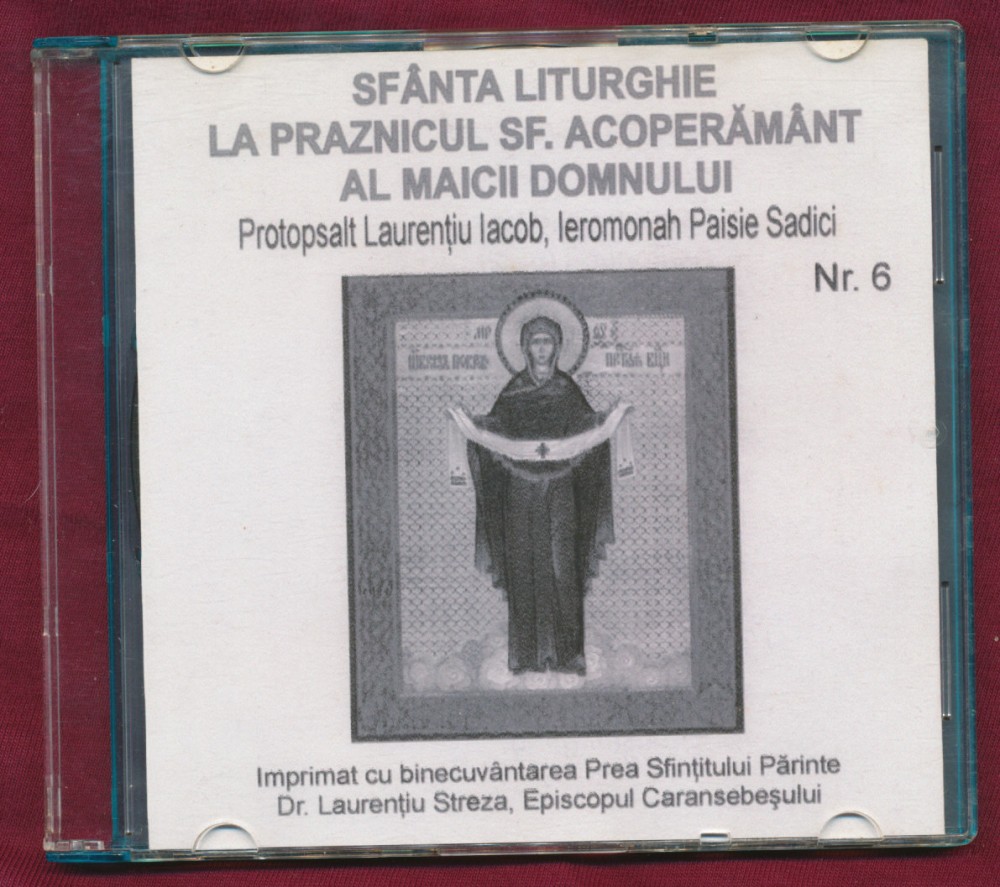 SFÂNTA LITURGHIE
LA PRAZNICUL SF. ACOPERĂMÂNT
AL MAICII DOMNULUI
Protopsalt Laurențiu Iacob, Ieromonah Paisie Sadici
Nr. 6
Imprimat cu binecuvântarea Prea Sfințitului Părinte
Dr. Laurențiu Streza, Episcopul Caransebeșului